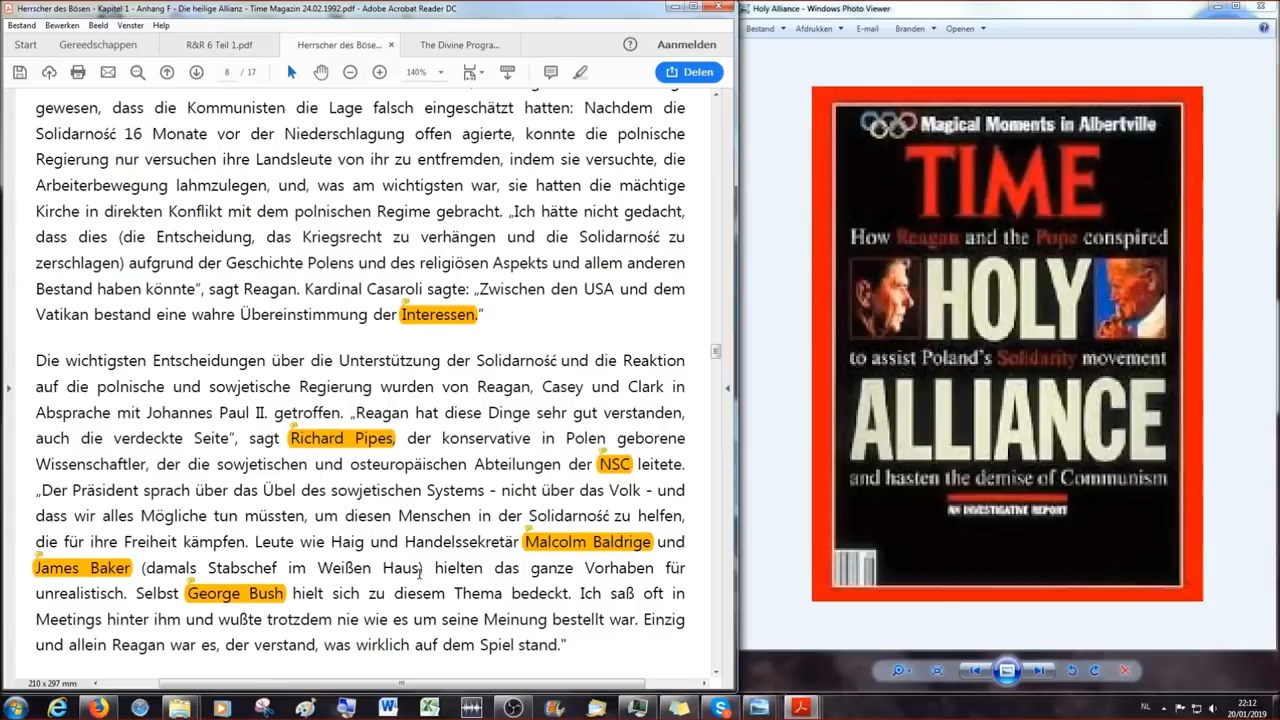 Herrscher des Bösen - Kapitel 1 - Anhang F - Die heilige Allianz - Time Magazin 24.02.1992.pdf - Adobe Acrobat Reader DC
Bestand Bewerken Beeld Venster Help
Start Gereedschappen R&R 6 Teil 1.pdf Herrscher des Böse... × The Divine Progra... Aanmelden
8 / 17 140% Delen
gewesen, dass die Kommunisten die Lage falsch eingeschätzt hatten: Nachdem die
Solidarność 16 Monate vor der Niederschlagung offen agierte, konnte die polnische
Regierung nur versuchen ihre Landsleute von ihr zu entfremden, indem sie versuchte, die
Arbeiterbewegung lahmzulegen, und, was am wichtigsten war, sie hatten die mächtige
Kirche in direkten Konflikt mit dem polnischen Regime gebracht. „Ich hätte nicht gedacht,
dass dies (die Entscheidung, das Kriegsrecht zu verhängen und die Solidarność zu
zerschlagen) aufgrund der Geschichte Polens und des religiösen Aspekts und allem anderen
Bestand haben könnte“, sagt Reagan. Kardinal Casaroli sagte: „Zwischen den USA und dem
Vatikan bestand eine wahre Übereinstimmung der Interessen.“
Die wichtigsten Entscheidungen über die Unterstützung der Solidarność und die Reaktion
auf die polnische und sowjetische Regierung wurden von Reagan, Casey und Clark in
Absprache mit Johannes Paul II. getroffen. „Reagan hat diese Dinge sehr gut verstanden,
auch die verdeckte Seite“, sagt Richard Pipes, der konservative in Polen geborene
Wissenschaftler, der die sowjetischen und osteuropäischen Abteilungen der NSC leitete.
„Der Präsident sprach über das Übel des sowjetischen Systems - nicht über das Volk - und
dass wir alles Mögliche tun müssten, um diesen Menschen in der Solidarność zu helfen,
die für ihre Freiheit kämpfen. Leute wie Haig und Handelssekretär Malcolm Baldrige und
James Baker (damals Stabschef im Weißen Haus) hielten das ganze Vorhaben für
unrealistisch. Selbst George Bush hielt sich zu diesem Thema bedeckt. Ich saß oft in
Meetings hinter ihm und wußte trotzdem nie wie es um seine Meinung bestellt war. Einzig
und allein Reagan war es, der verstand, was wirklich auf dem Spiel stand."
210 x 297 mm
Holy Alliance - Windows Photo Viewer
Bestand Afdrukken E-mail Branden Openen
Magical Moments in Albertville
TIME
How Reagan and the Pope conspired
HOLY
to assist Poland's Solidarity movement
ALLIANCE
and hasten the demise of Communism
AN INVESTIGATIVE REPORT
NL 22:12
20/01/2019